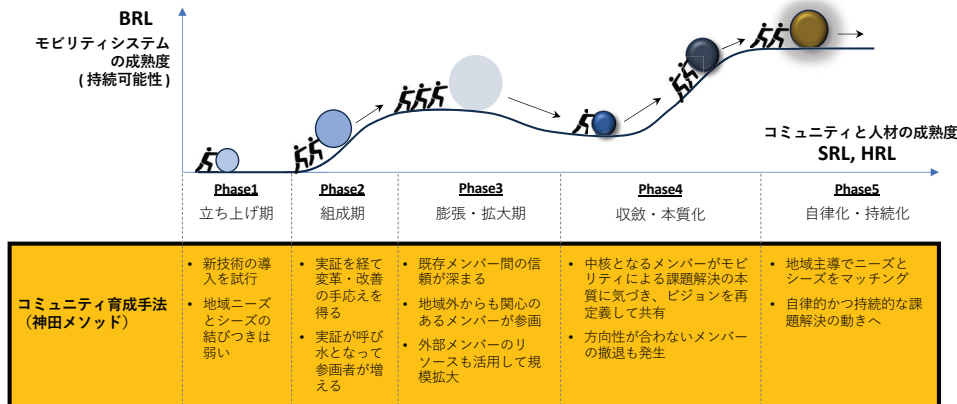 BRL
モビリティシステム
の成熟度
( 持続可能性 )
コミュニティと人材の成熟度
SRL, HRL
Phase1
立ち上げ期
Phase2
組成期
Phase3
膨張・拡大期
Phase4
収斂・本質化
Phase5
自律化・持続化
コミュニティ育成手法
（神田メソッド）
• 新技術の導
入を試行
• 地域ニーズ
とシーズの
結びつきは
弱い
• 実証を経て
変革・改善
の手応えを
得る
• 実証が呼び
水となって
参画者が増
える
• 既存メンバー間の信
頼が深まる
• 地域外からも関心の
あるメンバーが参画
• 外部メンバーのリ
ソースも活用して規
模拡大
• 中核となるメンバーがモビ
リティによる課題解決の本
質に気づき、ビジョンを再
定義して共有
• 方向性が合わないメンバー
の撤退も発生
• 地域主導でニーズと
シーズをマッチング
• 自律的かつ持続的な課
題解決の動きへ